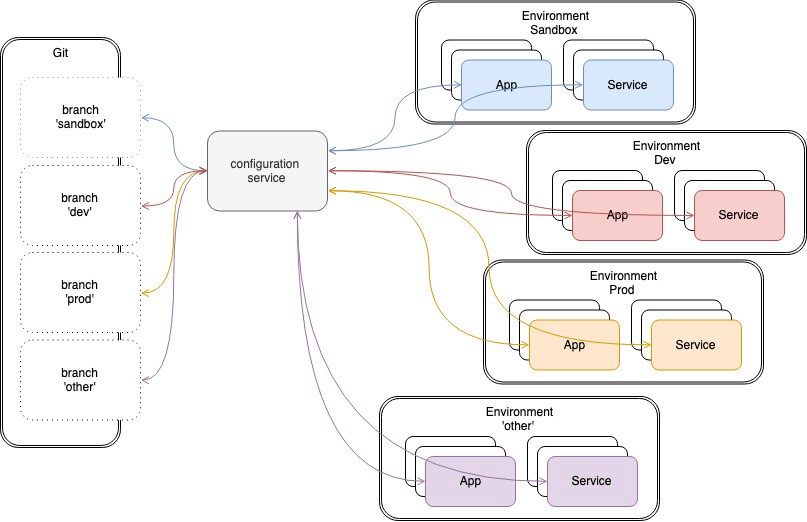 Git
branch
'sandbox'
branch
'dev'
branch
'prod'
branch
'other'
configuration
service
Environment
Sandbox
App
Service
Environment
Dev
App
Service
Environment
Prod
App
Service
Environment
'other'
App
Service